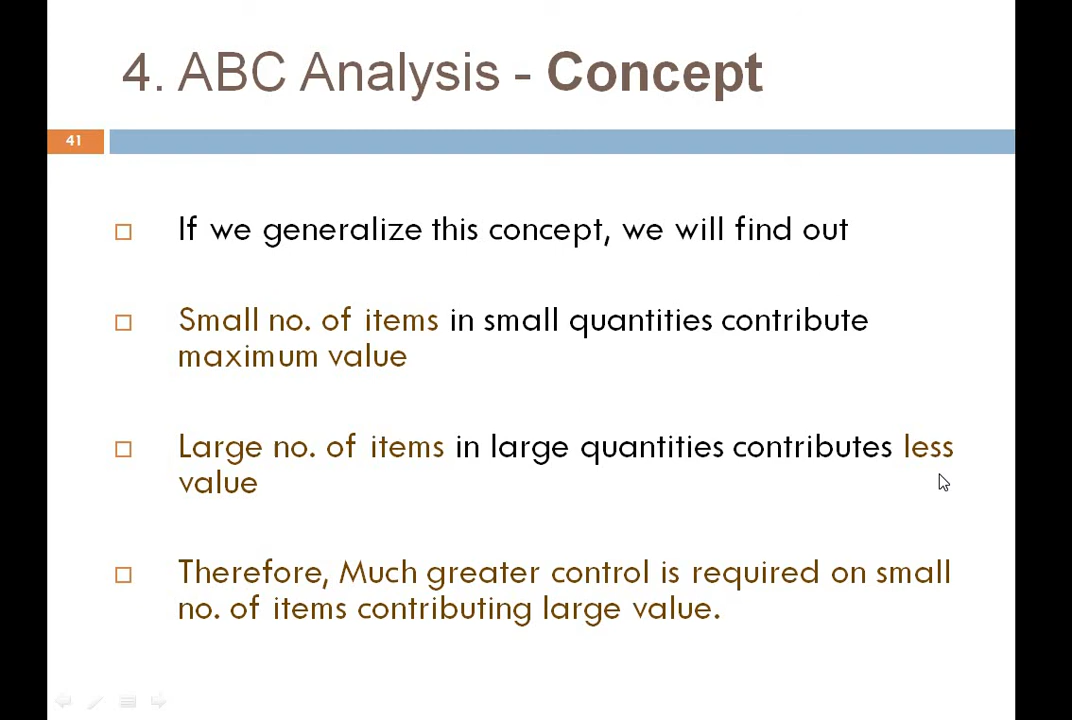 4. ABC Analysis - Concept
41
If we generalize this concept, we will find out
Small no. of items in small quantities contribute
maximum value
Large no. of items in large quantities contributes less
value
Therefore, Much greater control is required on small
no. of items contributing large value.